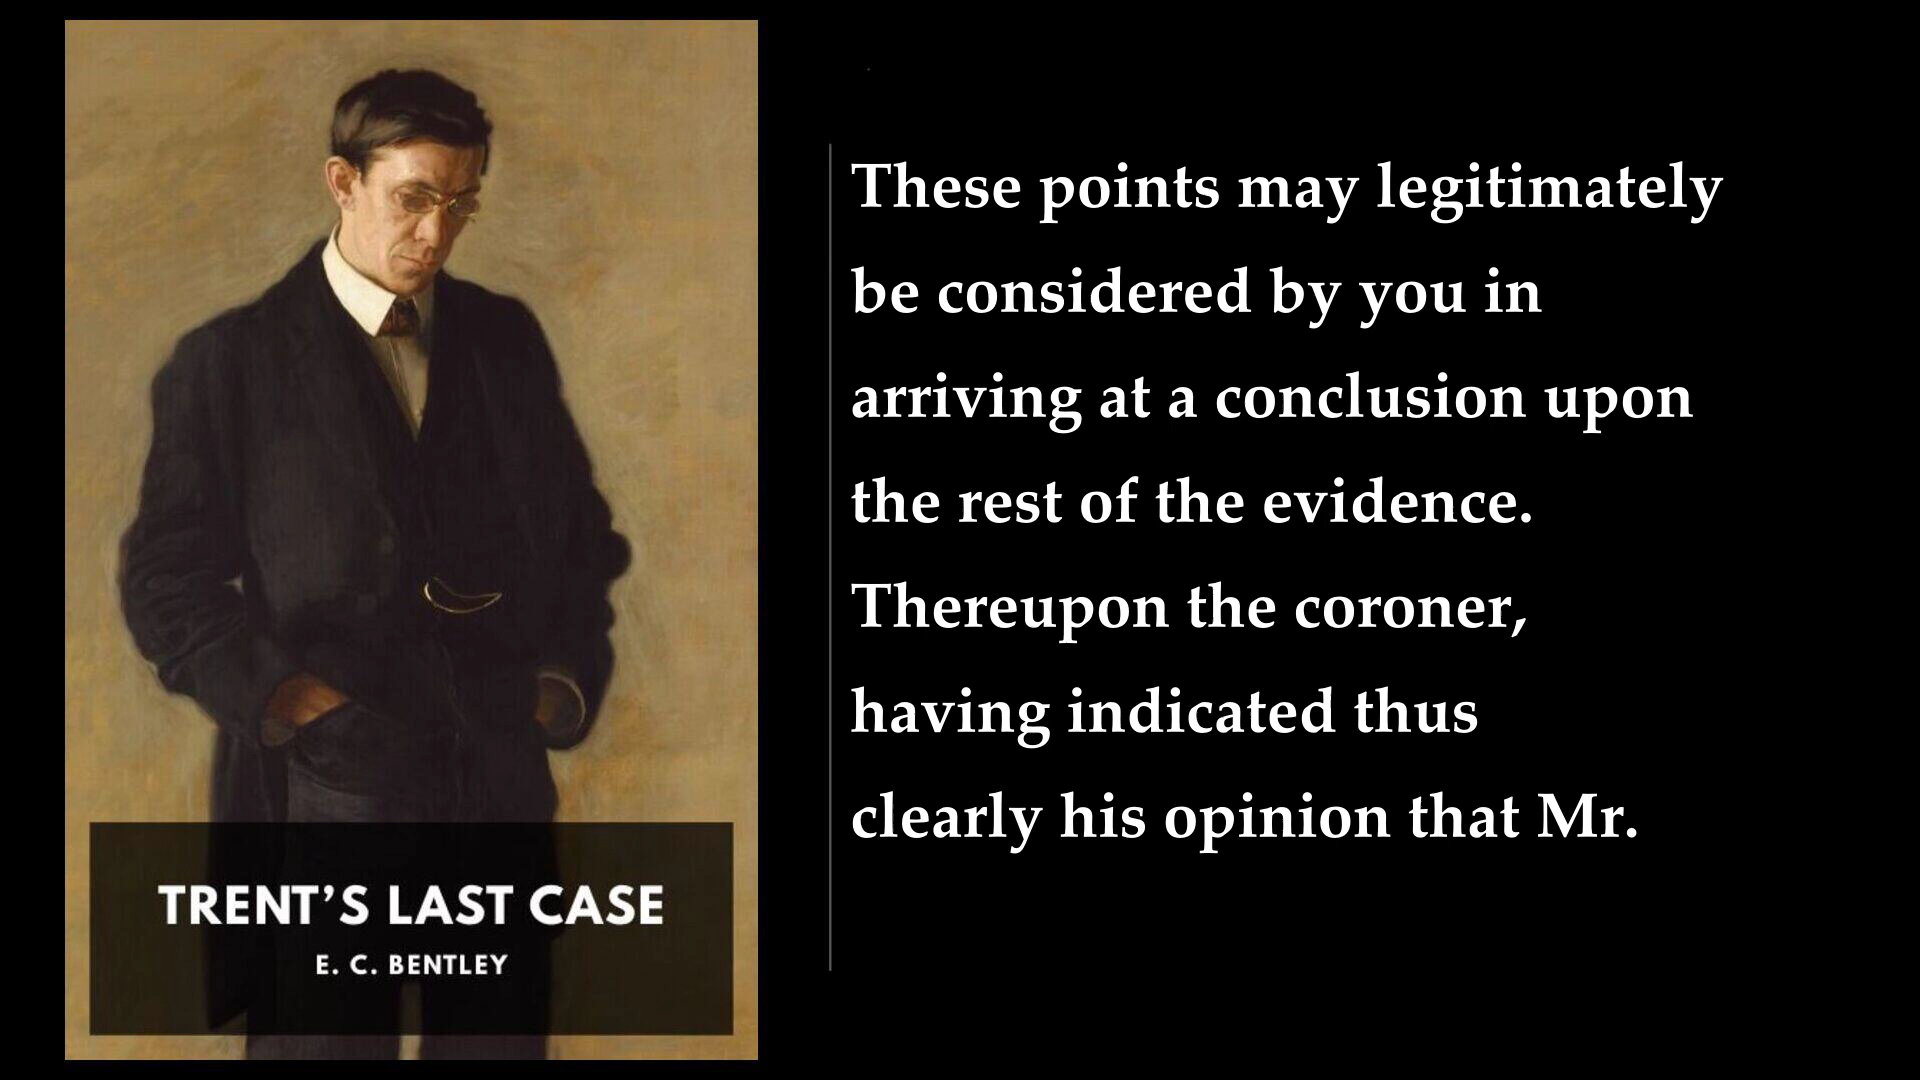 TRENT’S LAST CASE
E. C. BENTLEY
These points may legitimately
be considered by you in
arriving at a conclusion upon
the rest of the evidence.
Thereupon the coroner,
having indicated thus
clearly his opinion that Mr.